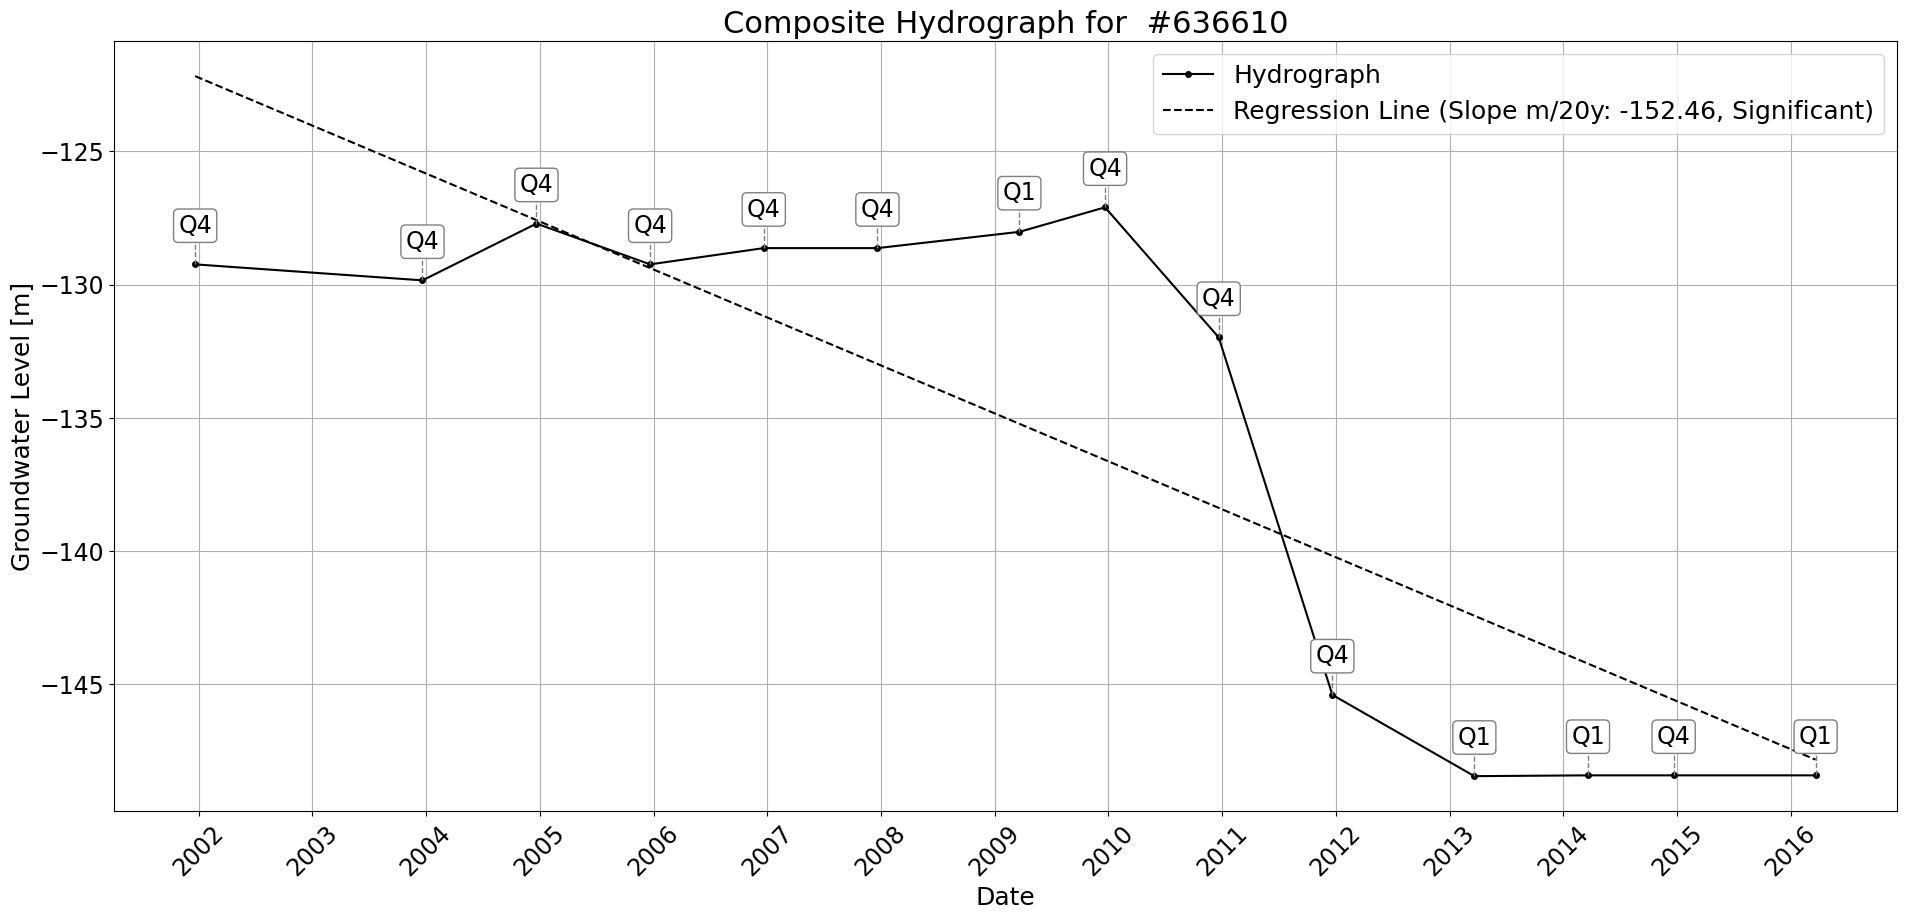 Composite Hydrograph for  #636610
Hydrograph
Regression Line (Slope m/20y: -152.46, Significant)
Groundwater Level [m]
−125
−130
−135
−140
−145
Q4
Q4
Q4
Q4
Q4
Q4
Q1
Q4
Q4
Q4
Q1
Q1
Q4
Q1
2002
2003
2004
2005
2006
2007
2008
2009
2010
2011
2012
2013
2014
2015
2016
Date